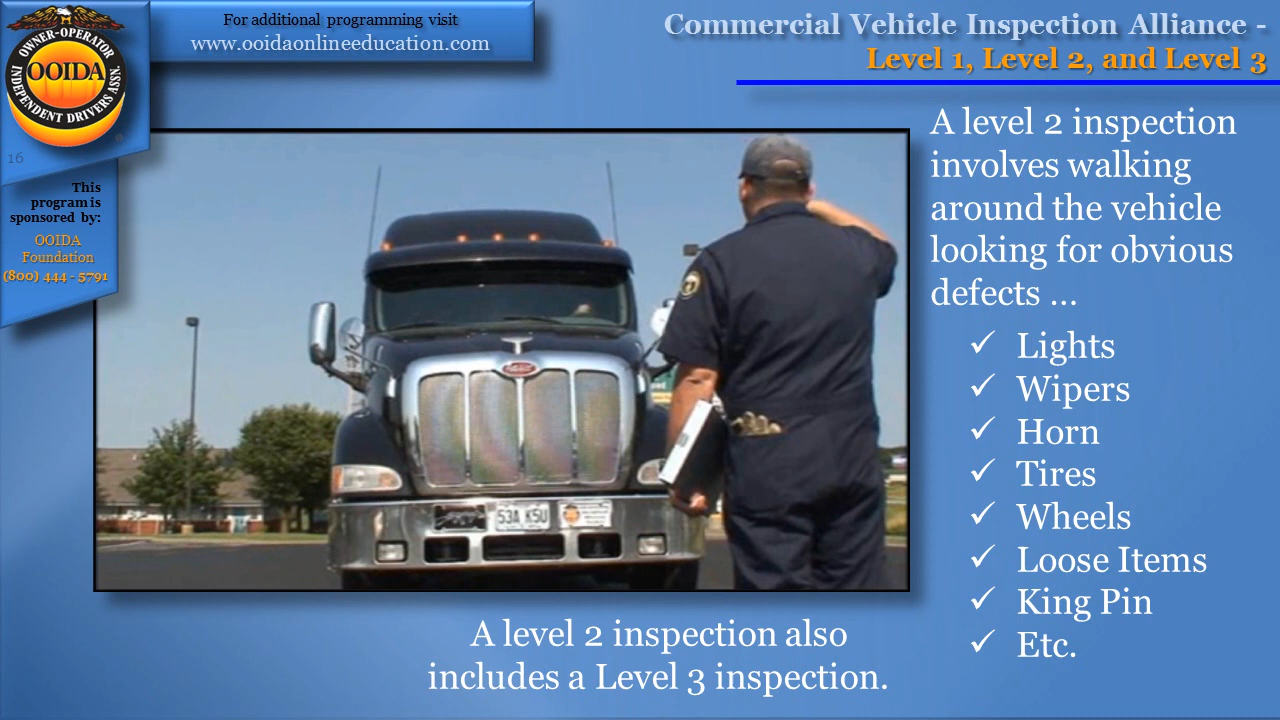 OWNER-OPERATOR
OOIDA
INDEPENDENT DRIVERS ASSN.
®
16
For additional programming visit
www.ooidaonlineeducation.com
Commercial Vehicle Inspection Alliance -
Level 1, Level 2, and Level 3
This
program is
sponsored by:
OOIDA
Foundation
(800) 444 - 5791
A level 2 inspection
involves walking
around the vehicle
looking for obvious
defects ...
✓ Lights
✓ Wipers
✓ Horn
✓ Tires
✓ Wheels
✓ Loose Items
✓ King Pin
✓ Etc.
53A K5U
A level 2 inspection also
includes a Level 3 inspection.